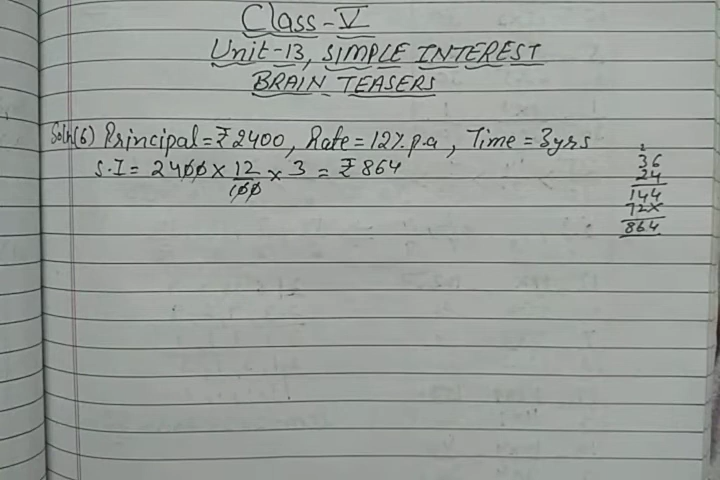 Class-V
Unit-13, SIMPLE INTEREST
BRAIN TEASERS
Soln(6) Principal = ₹2400, Rate = 12% p.a, Time = 3yrs
S.I = 2400 × 12/100 × 3 = ₹864
2
36
24
144
72×
864